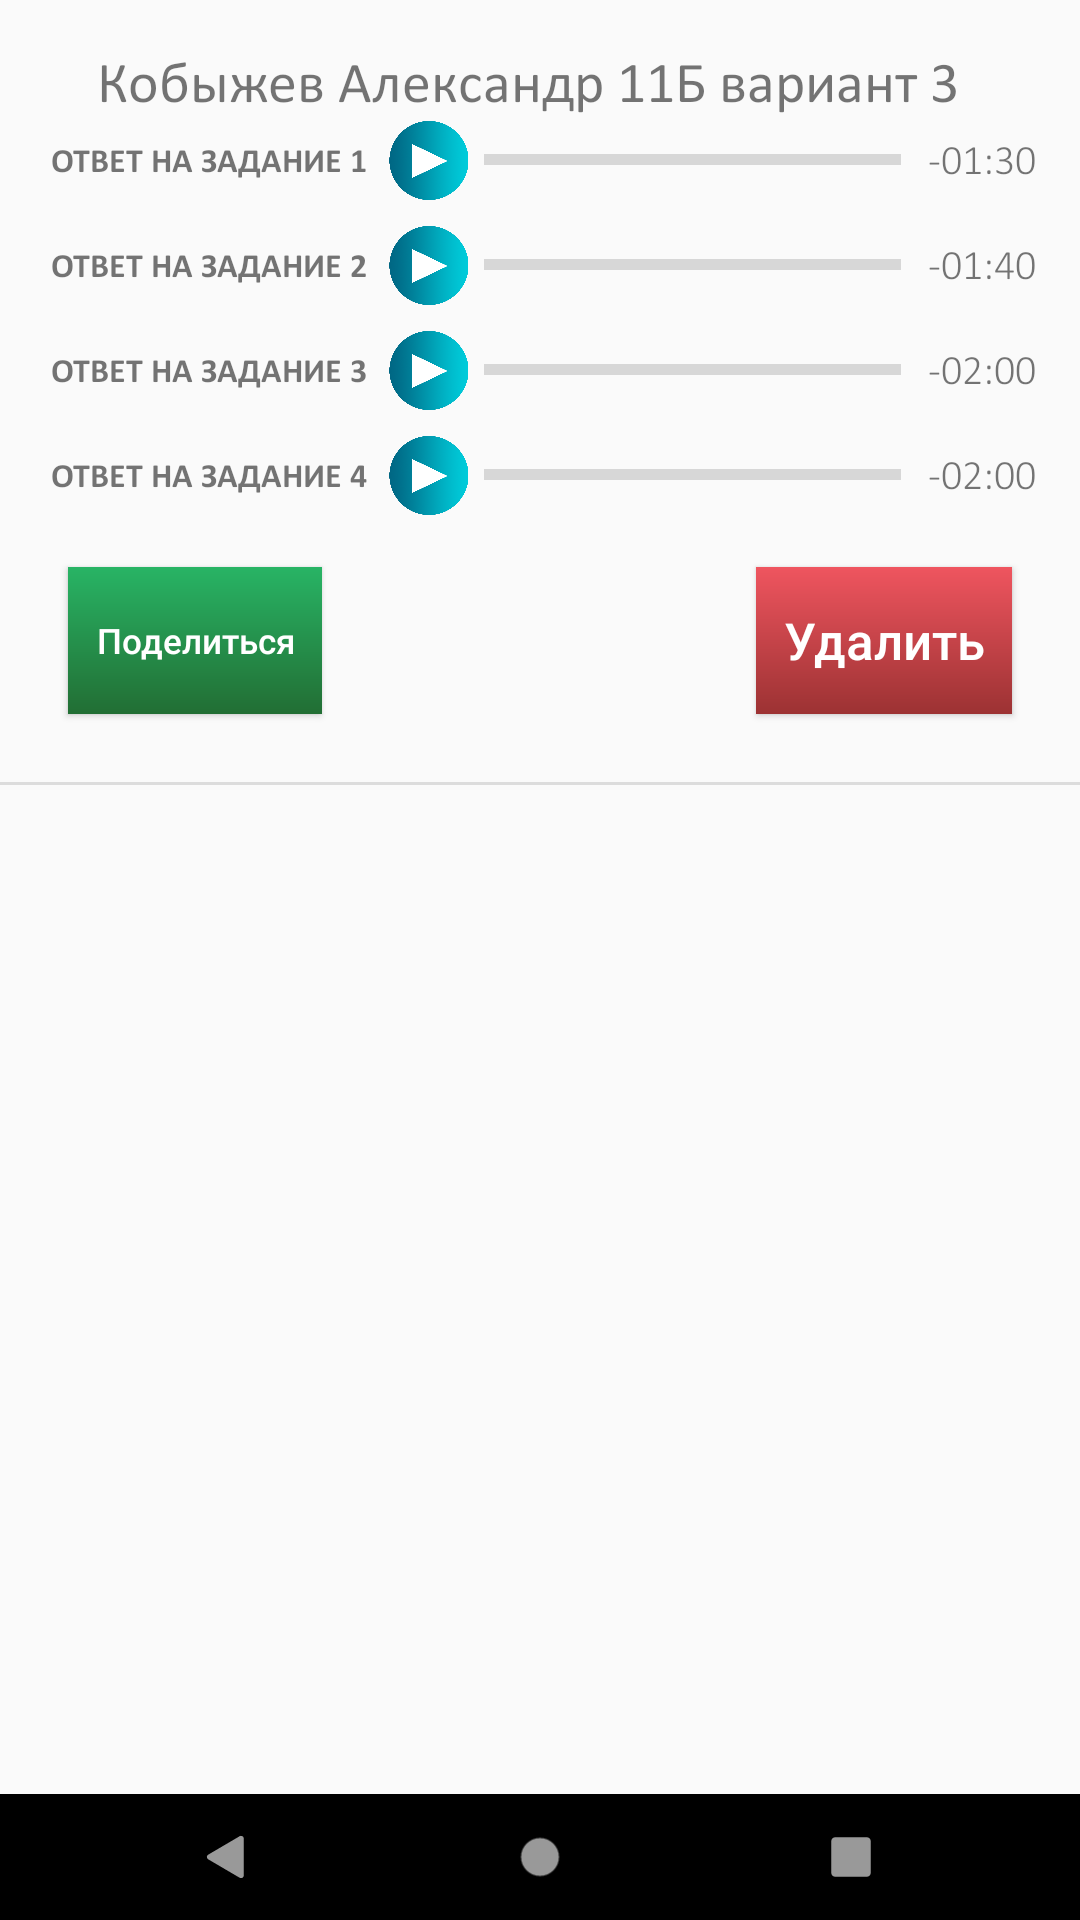 Кобыжев Александр 11Б вариант 3
ОТВЕТ НА ЗАДАНИЕ 1 -01:30
ОТВЕТ НА ЗАДАНИЕ 2 -01:40
ОТВЕТ НА ЗАДАНИЕ 3 -02:00
ОТВЕТ НА ЗАДАНИЕ 4 -02:00
Поделиться Удалить